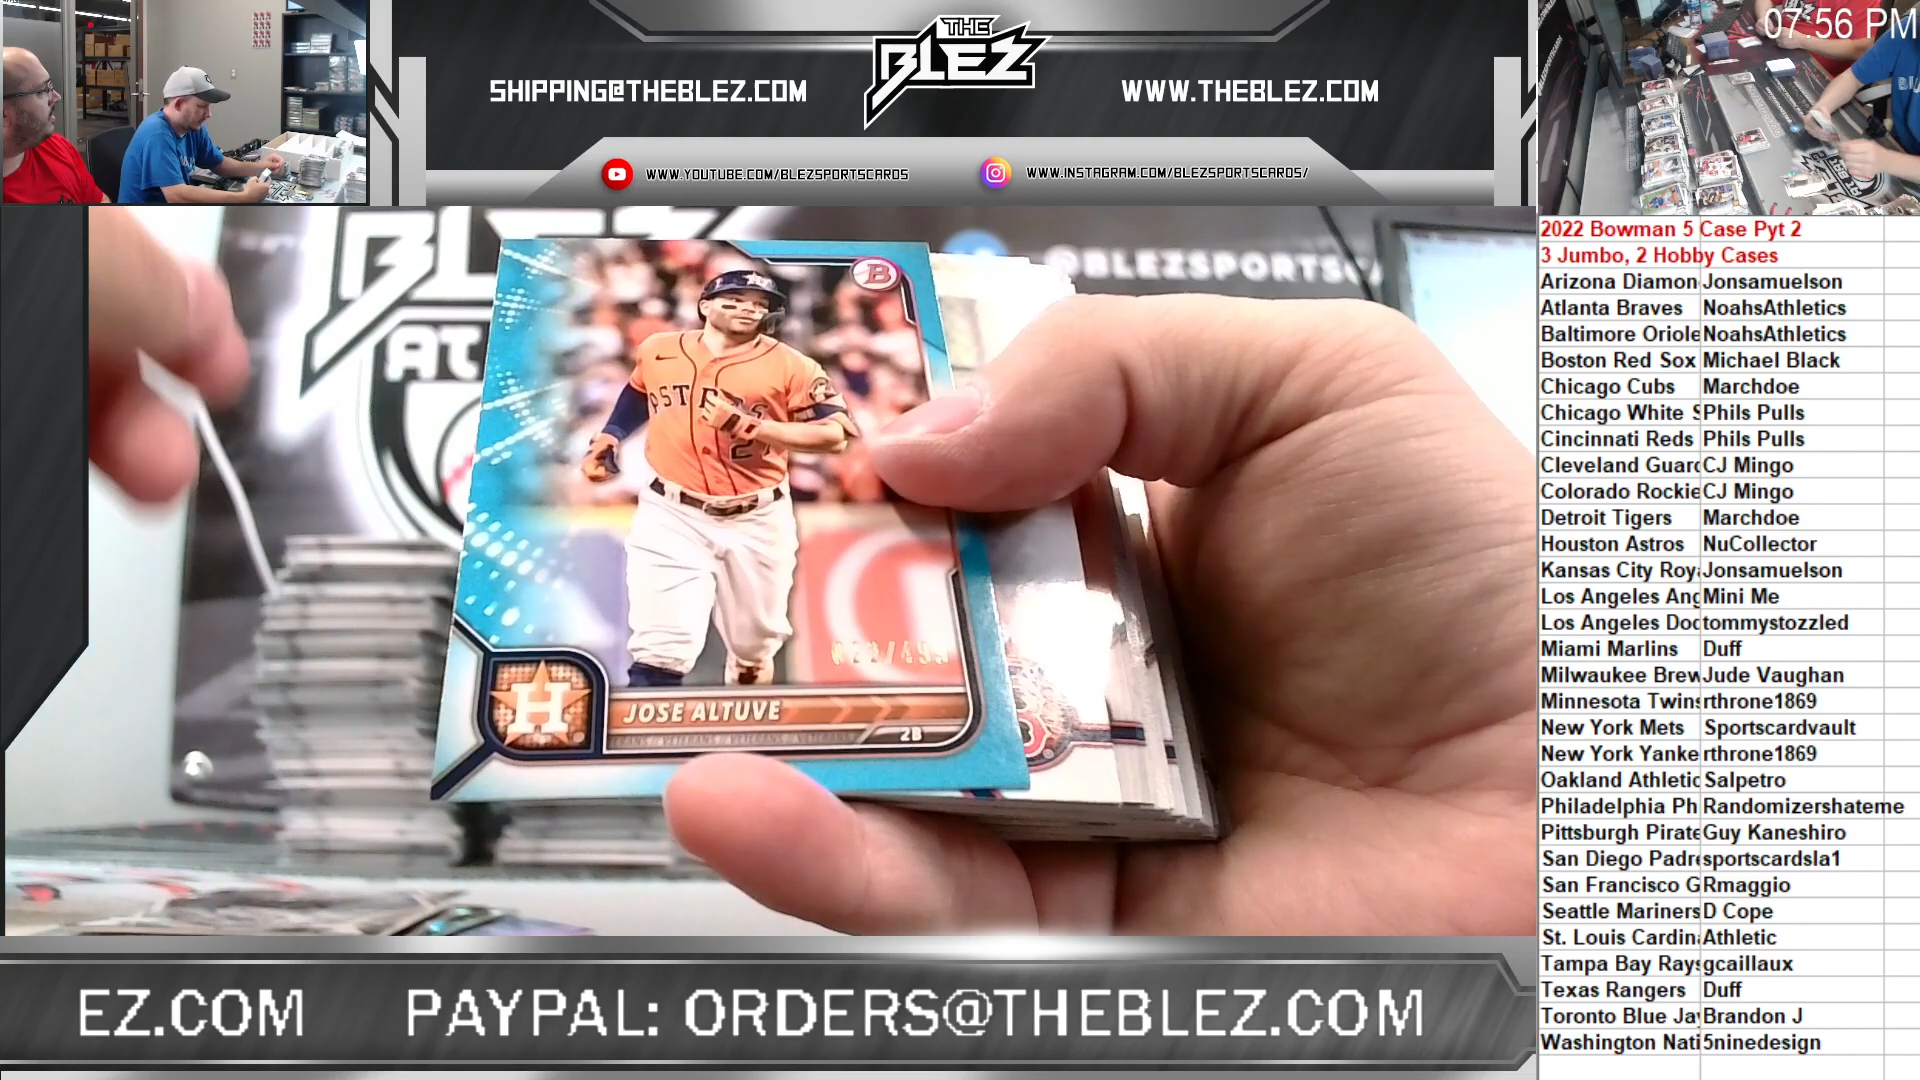 07:56 PM
THE
BLEZ
SHIPPING@THEBLEZ.COM
WWW.THEBLEZ.COM
WWW.YOUTUBE.COM/BLEZSPORTSCARDS
WWW.INSTAGRAM.COM/BLEZSPORTSCARDS/
BLEZ
@BLEZSPORTSC
B
JOSE ALTUVE
2B
H
2022 Bowman 5 Case Pyt 2
3 Jumbo, 2 Hobby Cases
Arizona Diamon Jonsamuelson
Atlanta Braves NoahsAthletics
Baltimore Oriole NoahsAthletics
Boston Red Sox Michael Black
Chicago Cubs Marchdoe
Chicago White S Phils Pulls
Cincinnati Reds Phils Pulls
Cleveland Guard CJ Mingo
Colorado Rockie CJ Mingo
Detroit Tigers Marchdoe
Houston Astros NuCollector
Kansas City Roya Jonsamuelson
Los Angeles Ang Mini Me
Los Angeles Dod tommystozzled
Miami Marlins Duff
Milwaukee Brew Jude Vaughan
Minnesota Twins rthrone1869
New York Mets Sportscardvault
New York Yanke rthrone1869
Oakland Athletic Salpetro
Philadelphia Ph Randomizershateme
Pittsburgh Pirate Guy Kaneshiro
San Diego Padre sportscardsla1
San Francisco G Rmaggio
Seattle Mariners D Cope
St. Louis Cardina Athletic
Tampa Bay Rays gcaillaux
Texas Rangers Duff
Toronto Blue Jay Brandon J
Washington Nati 5ninedesign
EZ.COM PAYPAL: ORDERS@THEBLEZ.COM